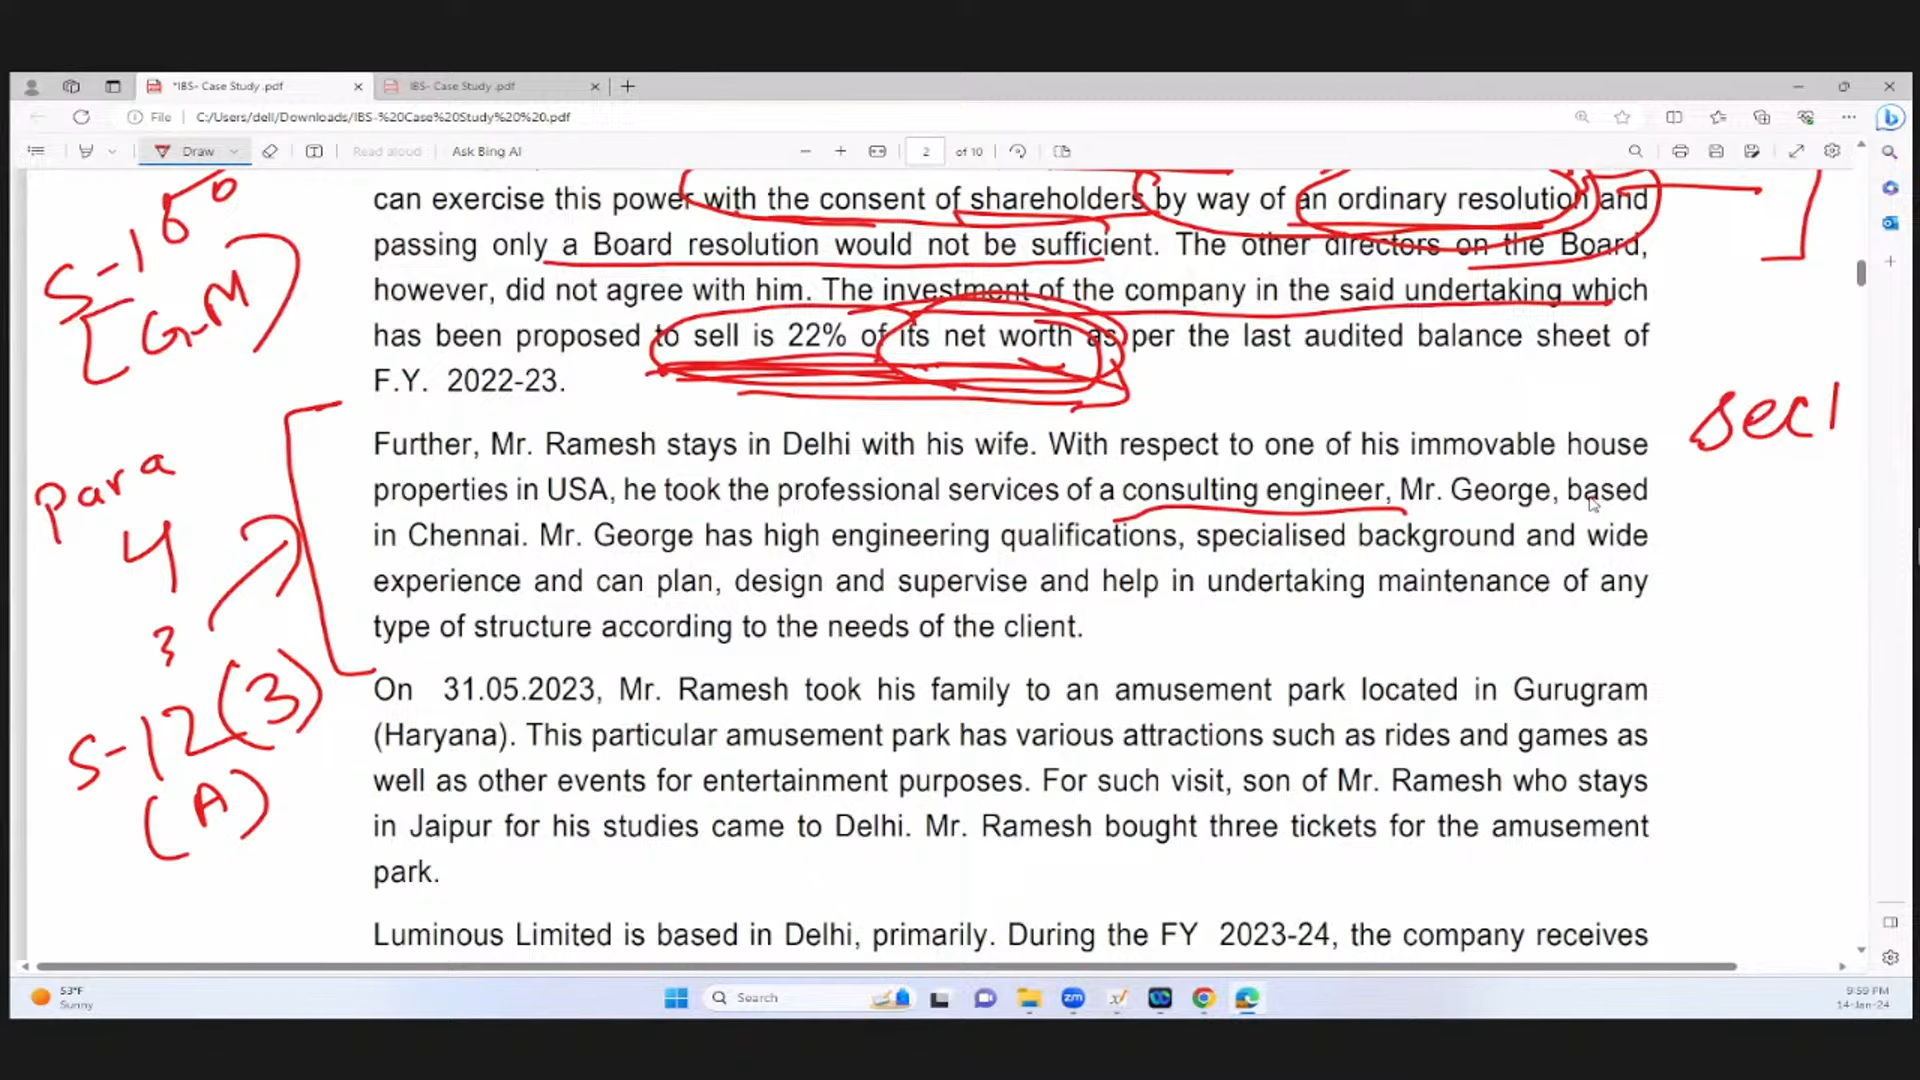 *IBS- Case Study .pdf
IBS- Case Study .pdf
File
C:/Users/dell/Downloads/IBS-%20Case%20Study%20%20.pdf
Draw
Read aloud
Ask Bing AI
2
of 10
can exercise this power with the consent of shareholders by way of an ordinary resolution and
passing only a Board resolution would not be sufficient. The other directors on the Board,
however, did not agree with him. The investment of the company in the said undertaking which
has been proposed to sell is 22% of its net worth as per the last audited balance sheet of
F.Y. 2022-23.
Further, Mr. Ramesh stays in Delhi with his wife. With respect to one of his immovable house
properties in USA, he took the professional services of a consulting engineer, Mr. George, based
in Chennai. Mr. George has high engineering qualifications, specialised background and wide
experience and can plan, design and supervise and help in undertaking maintenance of any
type of structure according to the needs of the client.
On 31.05.2023, Mr. Ramesh took his family to an amusement park located in Gurugram
(Haryana). This particular amusement park has various attractions such as rides and games as
well as other events for entertainment purposes. For such visit, son of Mr. Ramesh who stays
in Jaipur for his studies came to Delhi. Mr. Ramesh bought three tickets for the amusement
park.
Luminous Limited is based in Delhi, primarily. During the FY 2023-24, the company receives
[G-M)
para
4
3
S-12(3)
(A)
sec1
53°F
Sunny
Search
zm
9:59 PM
14-Jan-24